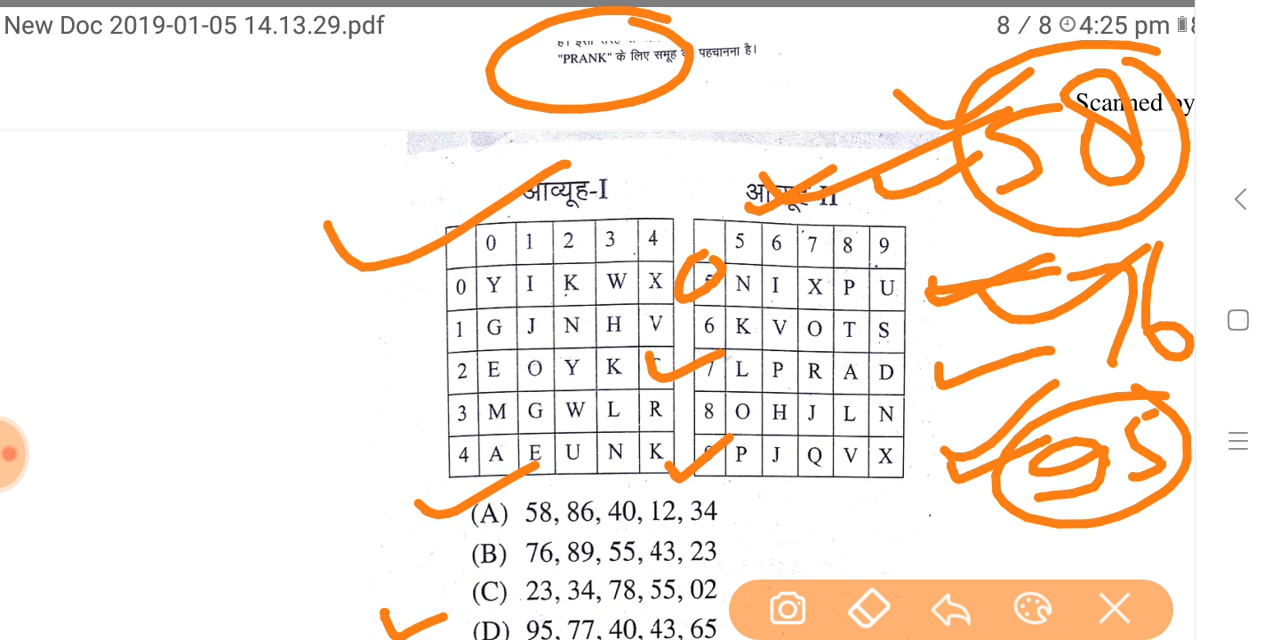 New Doc 2019-01-05 14.13.29.pdf
8 / 8 4:25 pm
"PRANK" के लिए समूह पहचानना है।
Scanned by
58
आव्यूह-I
II
0 1 2 3 4
0 Y I K W X
1 G J N H V
2 E O Y K
3 M G W L R
4 A E U N K
5 6 7 8 9
5 N I X P U
6 K V O T S
7 L P R A D
8 O H J L N
P J Q V X
76
95
(A) 58, 86, 40, 12, 34
(B) 76, 89, 55, 43, 23
(C) 23, 34, 78, 55, 02
(D) 95, 77, 40, 43, 65